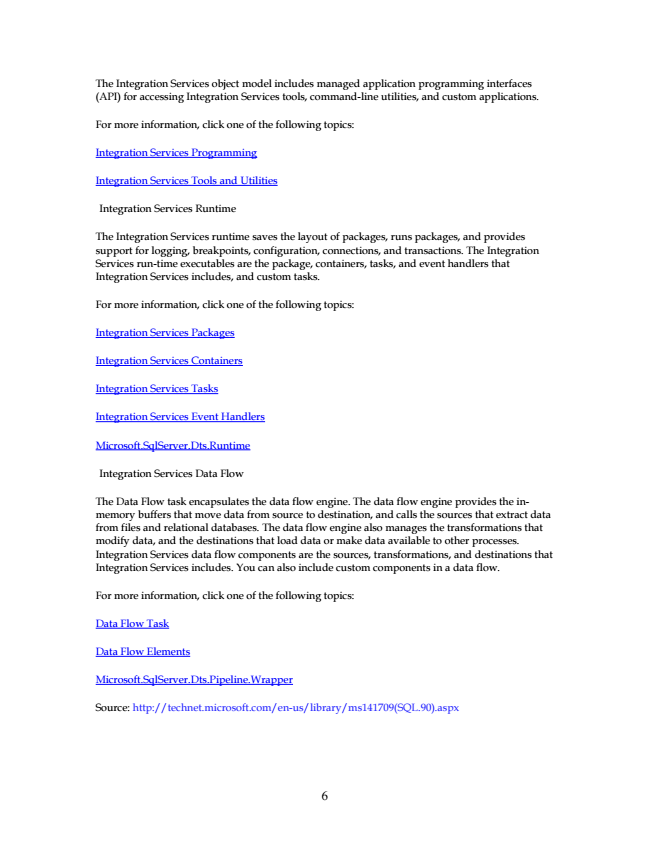 The Integration Services object model includes managed application programming interfaces
(API) for accessing Integration Services tools, command-line utilities, and custom applications.
For more information, click one of the following topics:
Integration Services Programming
Integration Services Tools and Utilities
Integration Services Runtime
The Integration Services runtime saves the layout of packages, runs packages, and provides
support for logging, breakpoints, configuration, connections, and transactions. The Integration
Services run-time executables are the package, containers, tasks, and event handlers that
Integration Services includes, and custom tasks.
For more information, click one of the following topics:
Integration Services Packages
Integration Services Containers
Integration Services Tasks
Integration Services Event Handlers
Microsoft.SqlServer.Dts.Runtime
Integration Services Data Flow
The Data Flow task encapsulates the data flow engine. The data flow engine provides the in-
memory buffers that move data from source to destination, and calls the sources that extract data
from files and relational databases. The data flow engine also manages the transformations that
modify data, and the destinations that load data or make data available to other processes.
Integration Services data flow components are the sources, transformations, and destinations that
Integration Services includes. You can also include custom components in a data flow.
For more information, click one of the following topics:
Data Flow Task
Data Flow Elements
Microsoft.SqlServer.Dts.Pipeline.Wrapper
Source: http://technet.microsoft.com/en-us/library/ms141709(SQL.90).aspx
6